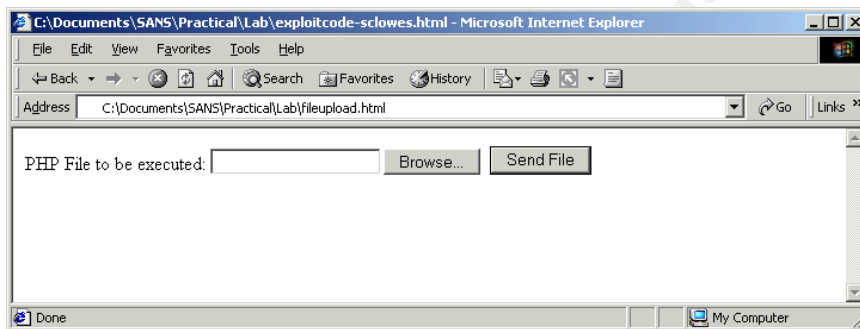 C:\Documents\SANS\Practical\Lab\exploitcode-sclowes.html - Microsoft Internet Explorer
File Edit View Favorites Tools Help
Back Search Favorites History
Address C:\Documents\SANS\Practical\Lab\fileupload.html Go Links »
PHP File to be executed: Browse... Send File
Done My Computer